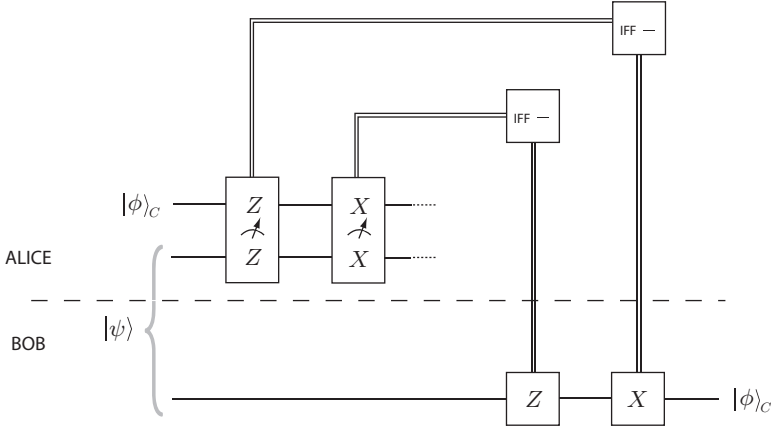 IFF —
IFF —
|ϕ⟩_C
Z
Z
X
X
ALICE
BOB
|ψ⟩
Z
X
|ϕ⟩_C